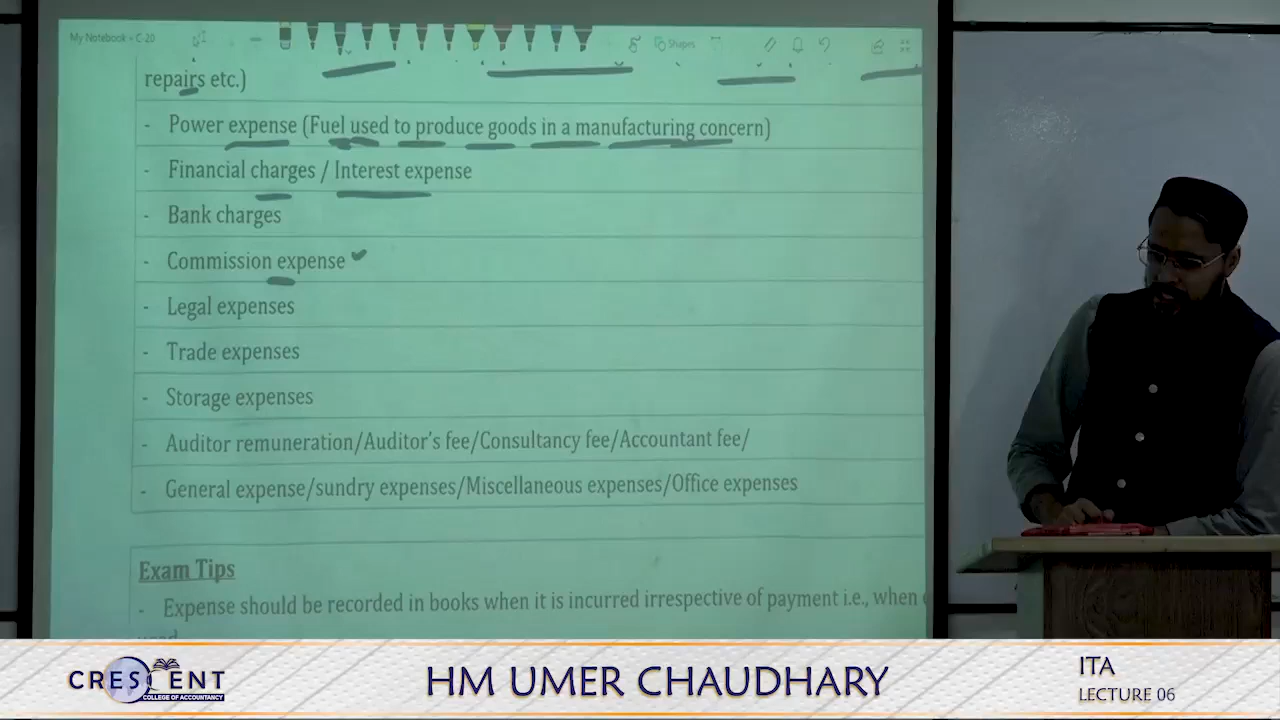 My Notebook - C-20
Shapes
repairs etc.)
- Power expense (Fuel used to produce goods in a manufacturing concern)
- Financial charges / Interest expense
- Bank charges
- Commission expense
- Legal expenses
- Trade expenses
- Storage expenses
- Auditor remuneration/Auditor's fee/Consultancy fee/Accountant fee/
- General expense/sundry expenses/Miscellaneous expenses/Office expenses
Exam Tips
- Expense should be recorded in books when it is incurred irrespective of payment i.e., when
used
CRESCENT
COLLEGE OF ACCOUNTANCY
HM UMER CHAUDHARY
ITA
LECTURE 06